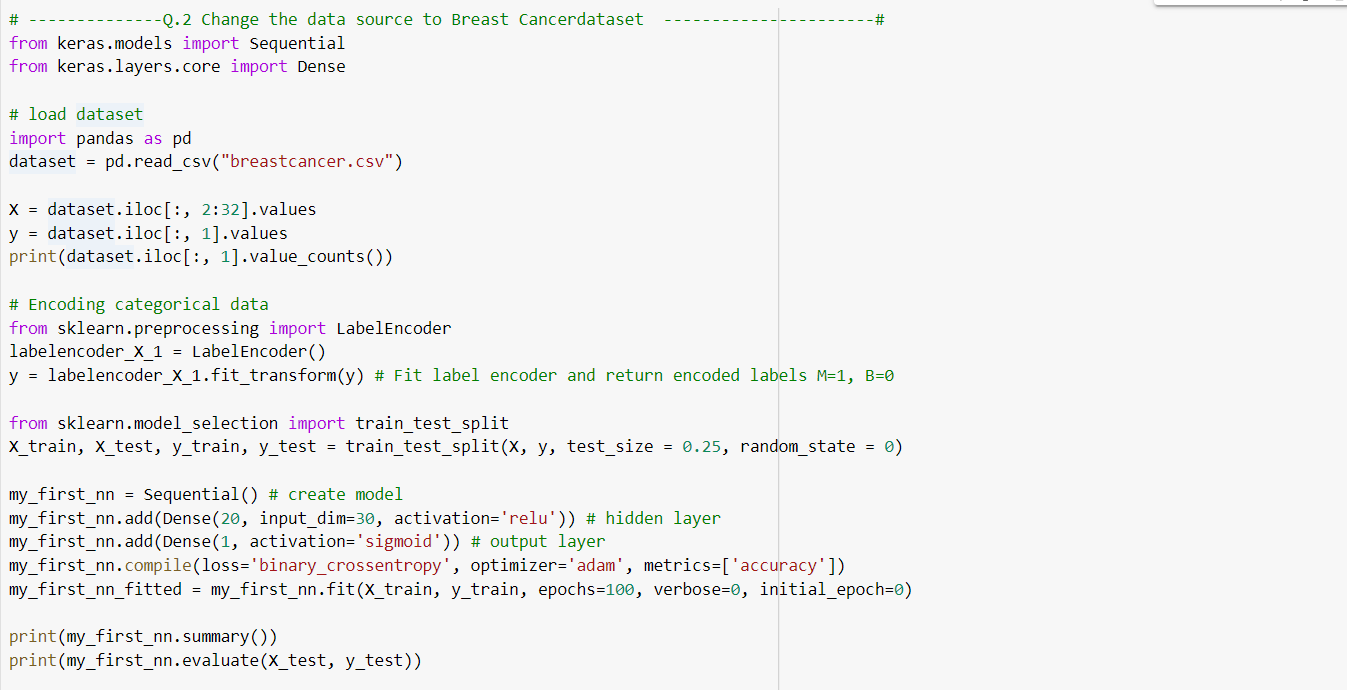 # --------------Q.2 Change the data source to Breast Cancerdataset  ----------------------#
from keras.models import Sequential
from keras.layers.core import Dense
# load dataset
import pandas as pd
dataset = pd.read_csv("breastcancer.csv")
X = dataset.iloc[:, 2:32].values
y = dataset.iloc[:, 1].values
print(dataset.iloc[:, 1].value_counts())
# Encoding categorical data
from sklearn.preprocessing import LabelEncoder
labelencoder_X_1 = LabelEncoder()
y = labelencoder_X_1.fit_transform(y) # Fit label encoder and return encoded labels M=1, B=0
from sklearn.model_selection import train_test_split
X_train, X_test, y_train, y_test = train_test_split(X, y, test_size = 0.25, random_state = 0)
my_first_nn = Sequential() # create model
my_first_nn.add(Dense(20, input_dim=30, activation='relu')) # hidden layer
my_first_nn.add(Dense(1, activation='sigmoid')) # output layer
my_first_nn.compile(loss='binary_crossentropy', optimizer='adam', metrics=['accuracy'])
my_first_nn_fitted = my_first_nn.fit(X_train, y_train, epochs=100, verbose=0, initial_epoch=0)
print(my_first_nn.summary())
print(my_first_nn.evaluate(X_test, y_test))